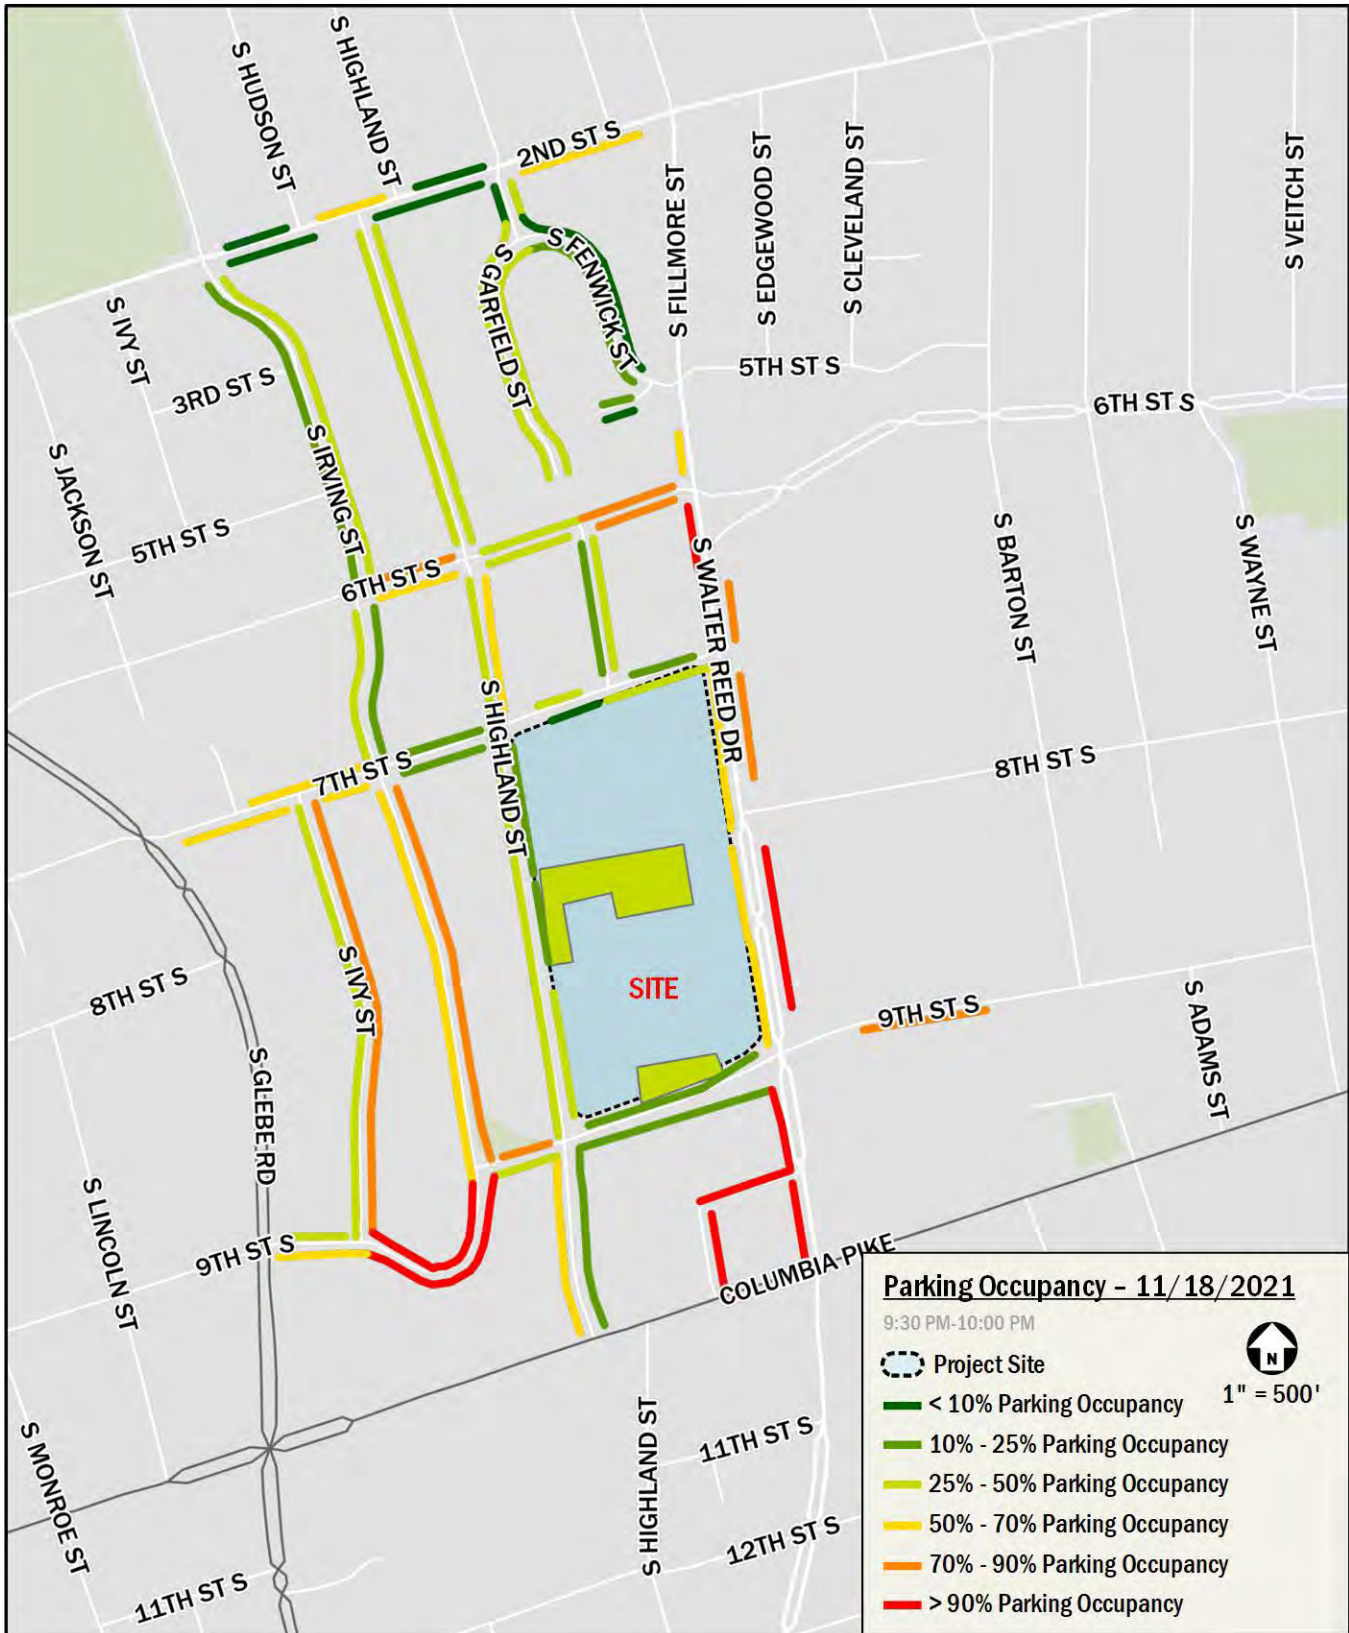 S HUDSON ST
S HIGHLAND ST
2ND ST S
S FILLMORE ST
S EDGEWOOD ST
S CLEVELAND ST
S VEITCH ST
S IVY ST
3RD ST S
S GARFIELD ST
S FENWICK ST
5TH ST S
6TH ST S
S JACKSON ST
S IRVING ST
5TH ST S
6TH ST S
S WALTER REED DR
S BARTON ST
S WAYNE ST
S HIGHLAND ST
7TH ST S
8TH ST S
8TH ST S
S IVY ST
SITE
9TH ST S
S ADAMS ST
S GLEBE RD
S LINCOLN ST
9TH ST S
COLUMBIA PIKE
S MONROE ST
11TH ST S
S HIGHLAND ST
11TH ST S
12TH ST S
Parking Occupancy – 11/18/2021
9:30 PM-10:00 PM
N
1" = 500'
Project Site
< 10% Parking Occupancy
10% - 25% Parking Occupancy
25% - 50% Parking Occupancy
50% - 70% Parking Occupancy
70% - 90% Parking Occupancy
> 90% Parking Occupancy